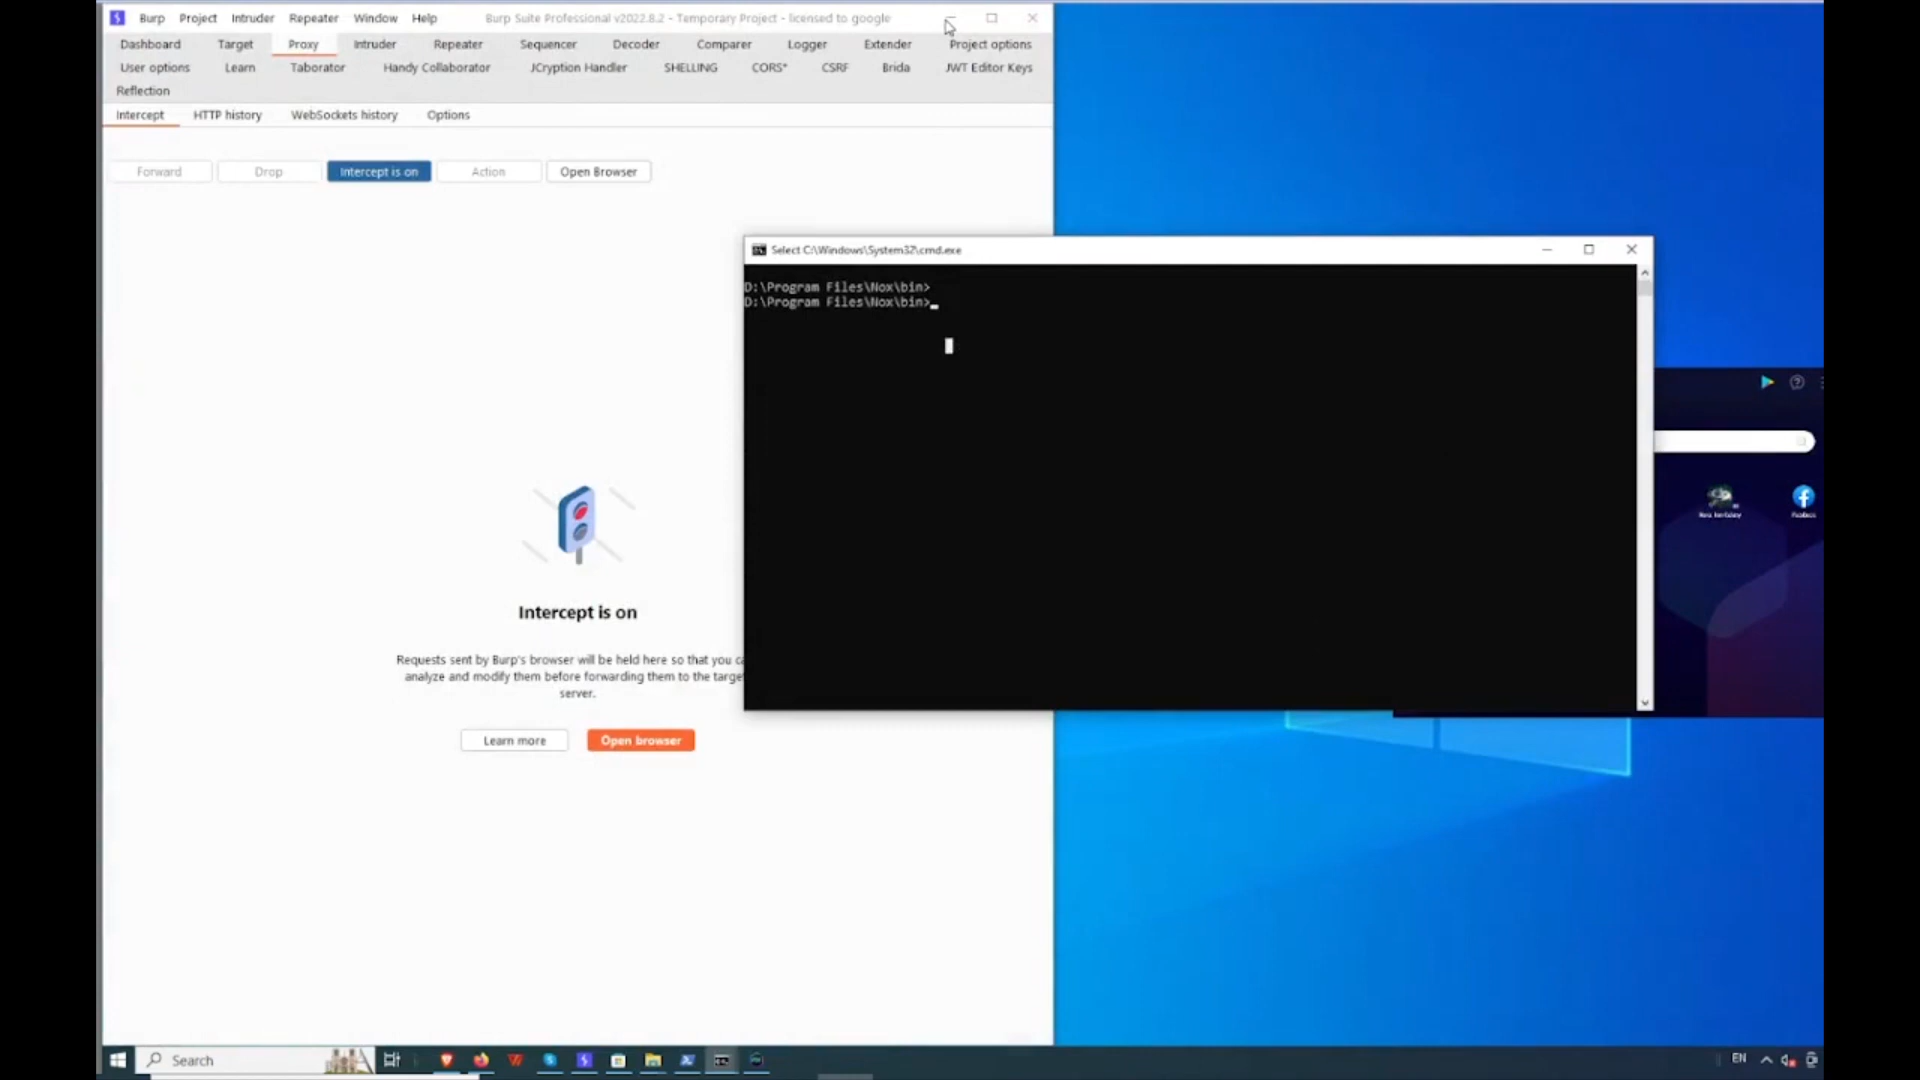 Burp Project Intruder Repeater Window Help Burp Suite Professional v2022.8.2 - Temporary Project - licensed to google
Dashboard Target Proxy Intruder Repeater Sequencer Decoder Comparer Logger Extender Project options
User options Learn Taborator Handy Collaborator JCryption Handler SHELLING CORS* CSRF Brida JWT Editor Keys
Reflection
Intercept HTTP history WebSockets history Options
Forward Drop Intercept is on Action Open Browser
Select C:\Windows\System32\cmd.exe
D:\Program Files\Nox\bin>
D:\Program Files\Nox\bin>
Intercept is on
Requests sent by Burp's browser will be held here so that you ca
analyze and modify them before forwarding them to the target
server.
Learn more Open browser
Search
EN